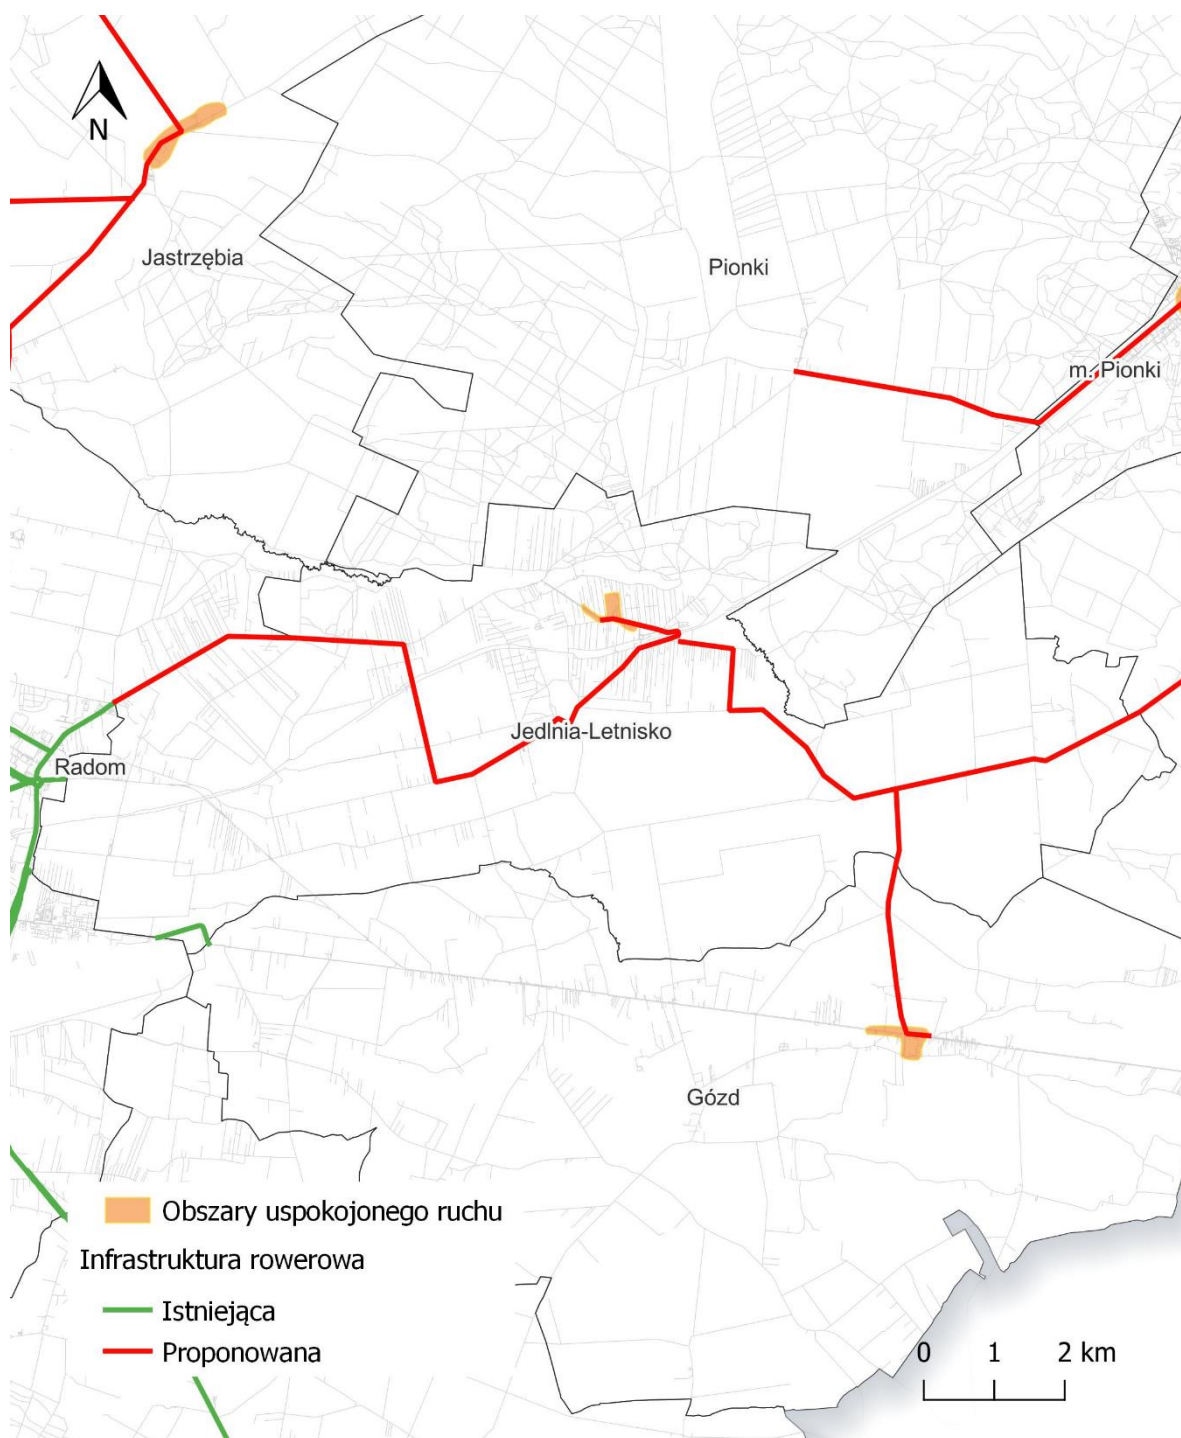 N
Jastrzębia
Pionki
m. Pionki
Jedlnia-Letnisko
Radom
Gózd
Obszary uspokojonego ruchu
Infrastruktura rowerowa
Istniejąca
Proponowana
0 1 2 km